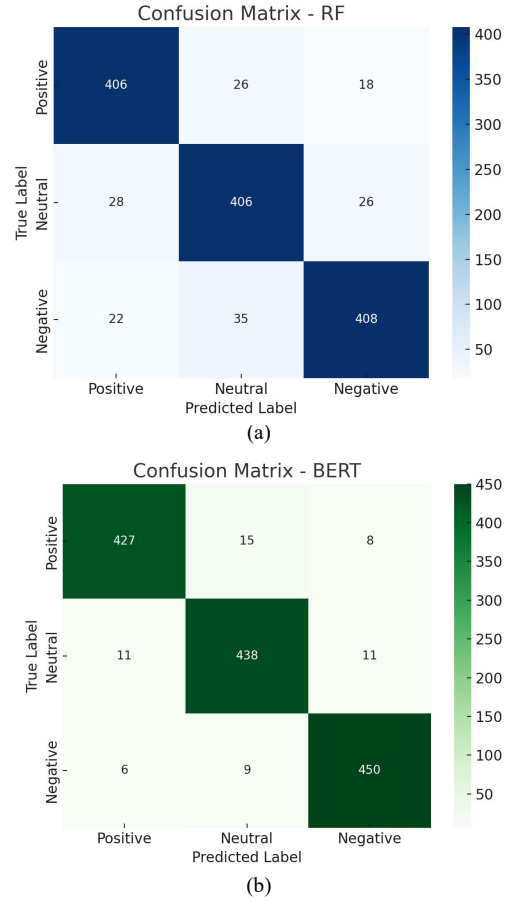 Confusion Matrix - RF
Positive 406 26 18
Neutral 28 406 26
Negative 22 35 408
True Label
Positive Neutral Negative
Predicted Label
400
350
300
250
200
150
100
50
(a)
Confusion Matrix - BERT
Positive 427 15 8
Neutral 11 438 11
Negative 6 9 450
True Label
Positive Neutral Negative
Predicted Label
450
400
350
300
250
200
150
100
50
(b)